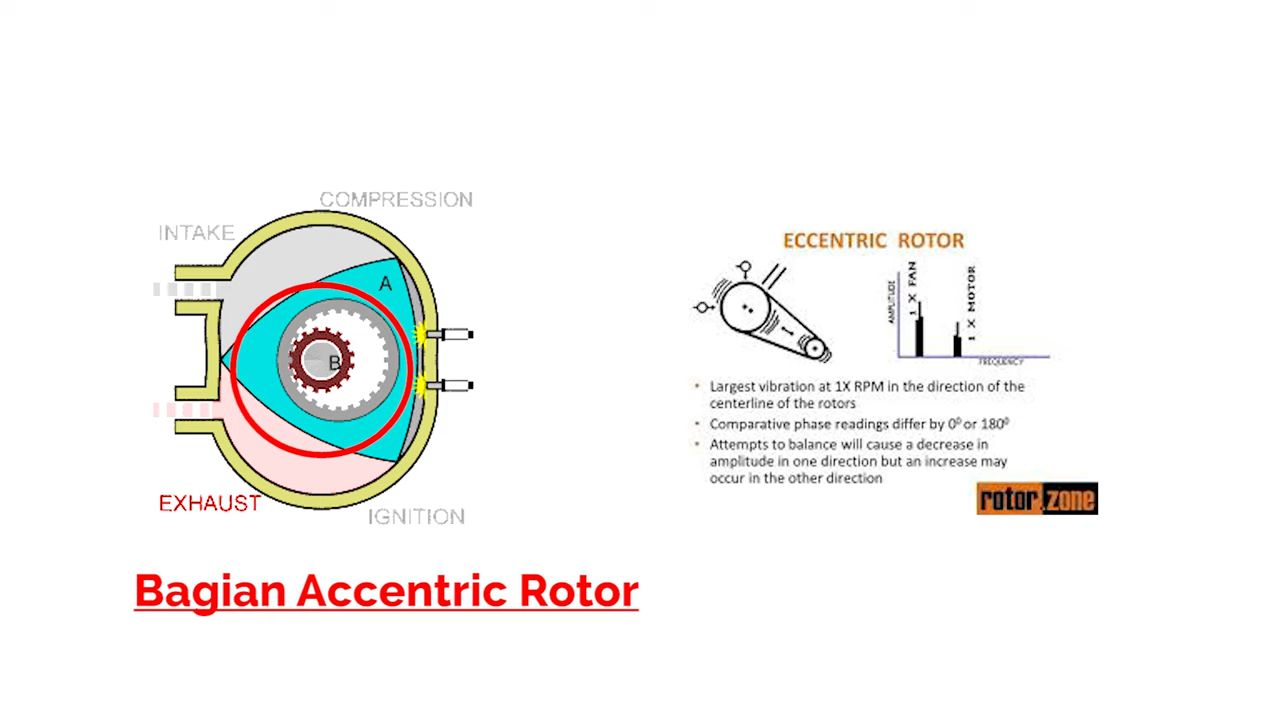 COMPRESSION
INTAKE
A
B
EXHAUST
IGNITION
Bagian Accentric Rotor
ECCENTRIC ROTOR
AMPLITUDE
1 X FAN
1 X MOTOR
FREQUENCY
• Largest vibration at 1X RPM in the direction of the
centerline of the rotors
• Comparative phase readings differ by 0⁰ or 180⁰
• Attempts to balance will cause a decrease in
amplitude in one direction but an increase may
occur in the other direction
rotor.zone